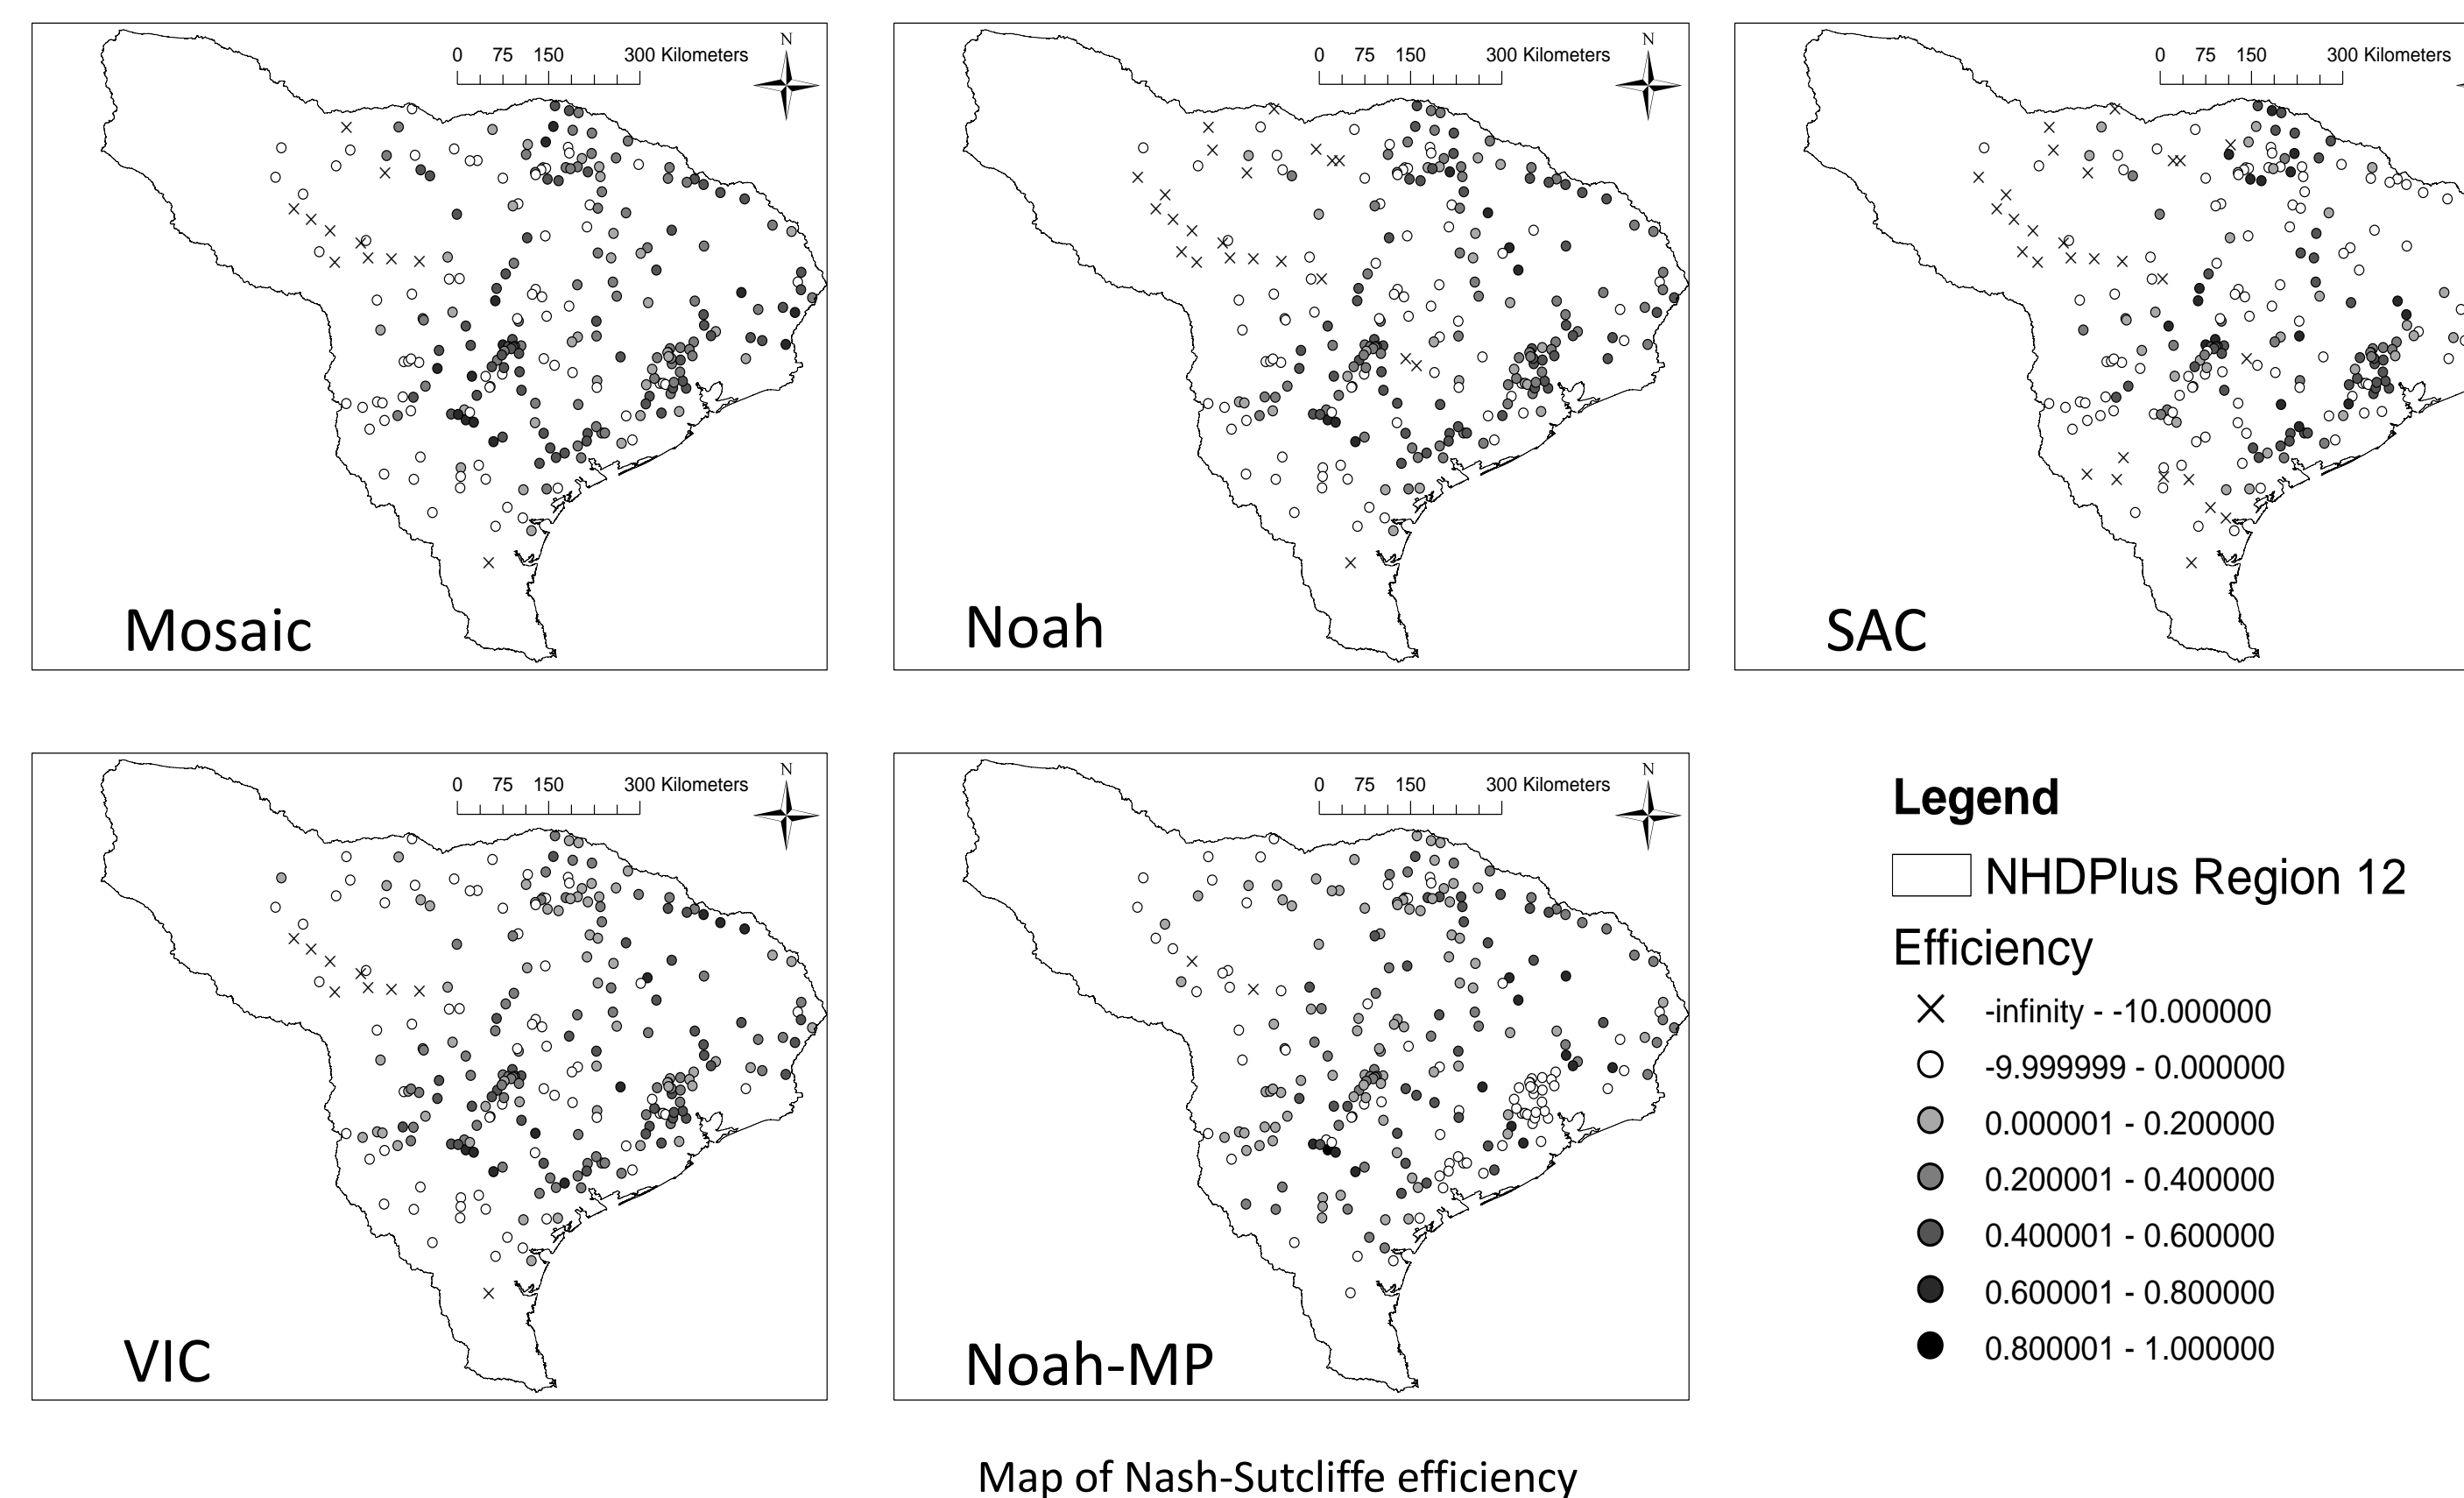 0 75 150 300 Kilometers
N
Mosaic
0 75 150 300 Kilometers
N
Noah
0 75 150 300 Kilometers
SAC
0 75 150 300 Kilometers
N
VIC
0 75 150 300 Kilometers
N
Noah-MP
Legend
NHDPlus Region 12
Efficiency
-infinity - -10.000000
-9.999999 - 0.000000
0.000001 - 0.200000
0.200001 - 0.400000
0.400001 - 0.600000
0.600001 - 0.800000
0.800001 - 1.000000
Map of Nash-Sutcliffe efficiency